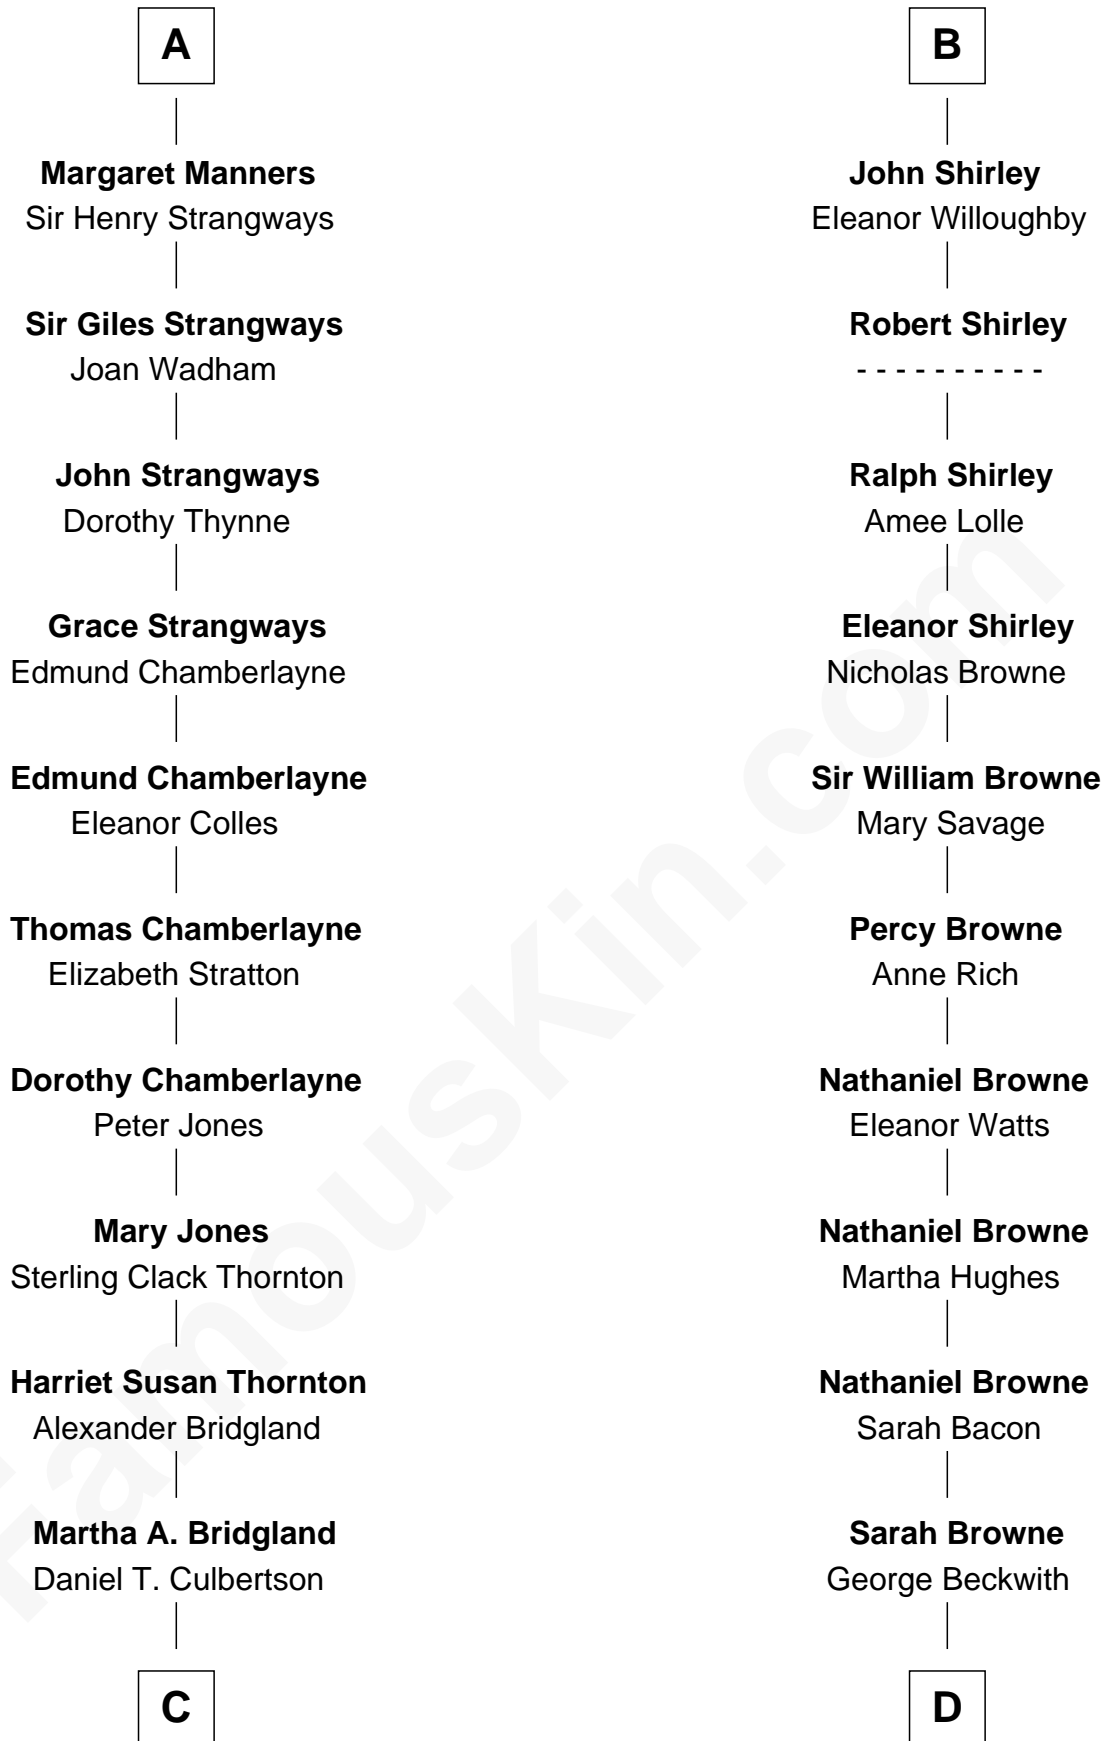 A
Margaret Manners
Sir Henry Strangways
Sir Giles Strangways
Joan Wadham
John Strangways
Dorothy Thynne
Grace Strangways
Edmund Chamberlayne
Edmund Chamberlayne
Eleanor Colles
Thomas Chamberlayne
Elizabeth Stratton
Dorothy Chamberlayne
Peter Jones
Mary Jones
Sterling Clack Thornton
Harriet Susan Thornton
Alexander Bridgland
Martha A. Bridgland
Daniel T. Culbertson
C
B
John Shirley
Eleanor Willoughby
Robert Shirley
- - - - - - - - - -
Ralph Shirley
Amee Lolle
Eleanor Shirley
Nicholas Browne
Sir William Browne
Mary Savage
Percy Browne
Anne Rich
Nathaniel Browne
Eleanor Watts
Nathaniel Browne
Martha Hughes
Nathaniel Browne
Sarah Bacon
Sarah Browne
George Beckwith
D
FamousKin.com